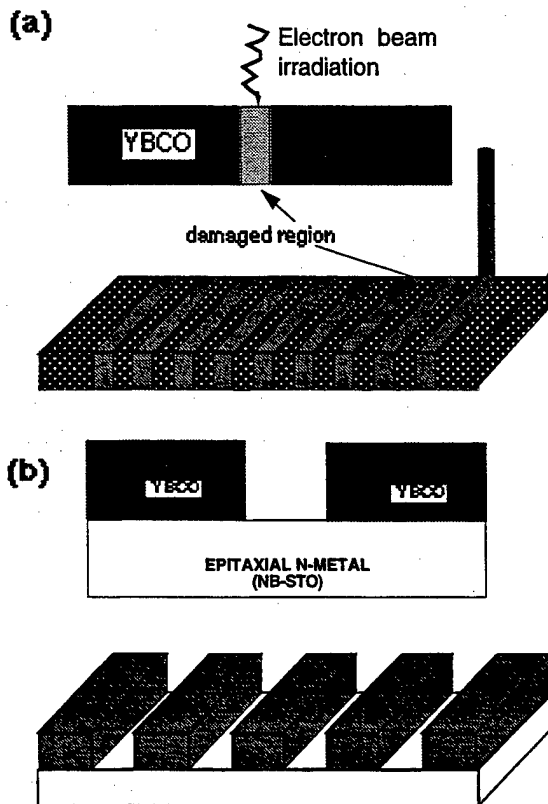 (a)
Electron beam
irradiation
YBCO
damaged region
(b)
YBCO
YBCO
EPITAXIAL N-METAL
(NB-STO)